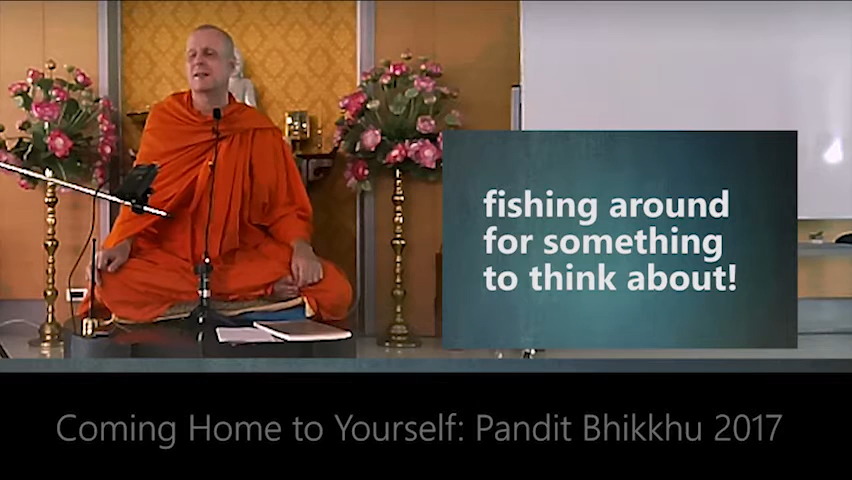 fishing around
for something
to think about!
Coming Home to Yourself: Pandit Bhikkhu 2017